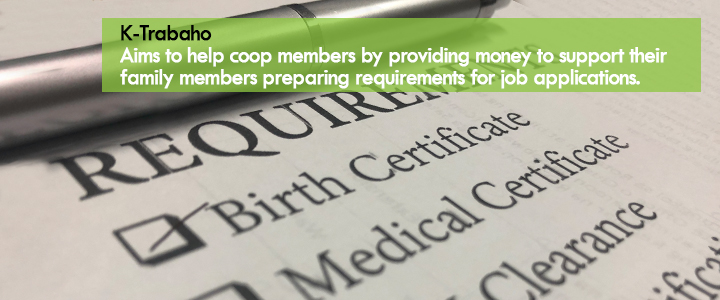 K-Trabaho
Aims to help coop members by providing money to support their
family members preparing requirements for job applications.
REQUIREMENTS
Birth Certificate
Medical Certificate
Clearance